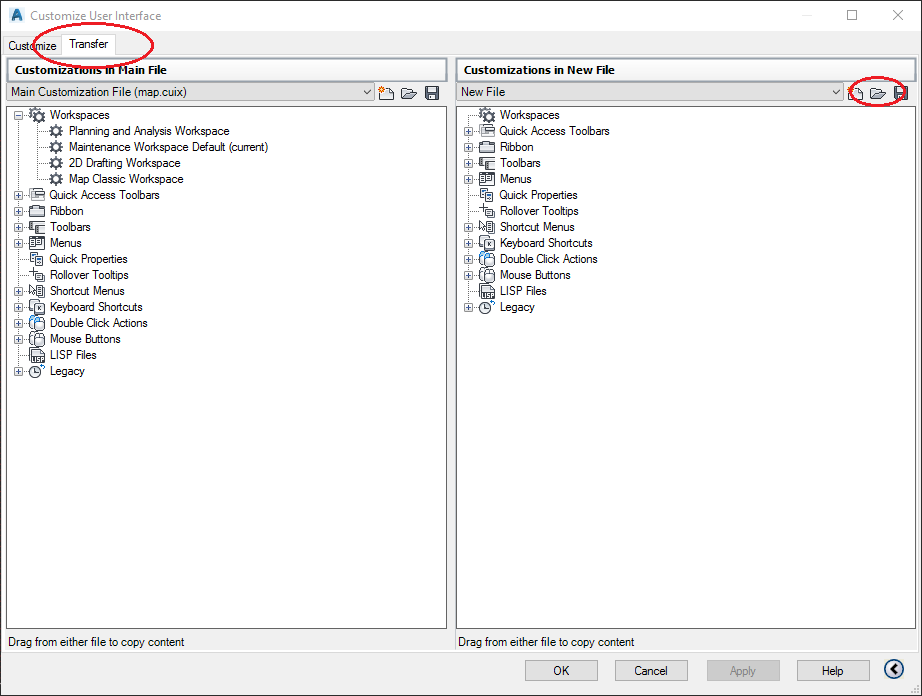 Customize User Interface
Customize
Transfer
Customizations in Main File
Main Customization File (map.cuix)
Workspaces
Planning and Analysis Workspace
Maintenance Workspace Default (current)
2D Drafting Workspace
Map Classic Workspace
Quick Access Toolbars
Ribbon
Toolbars
Menus
Quick Properties
Rollover Tooltips
Shortcut Menus
Keyboard Shortcuts
Double Click Actions
Mouse Buttons
LISP Files
Legacy
Drag from either file to copy content
Customizations in New File
New File
Workspaces
Quick Access Toolbars
Ribbon
Toolbars
Menus
Quick Properties
Rollover Tooltips
Shortcut Menus
Keyboard Shortcuts
Double Click Actions
Mouse Buttons
LISP Files
Legacy
Drag from either file to copy content
OK
Cancel
Apply
Help